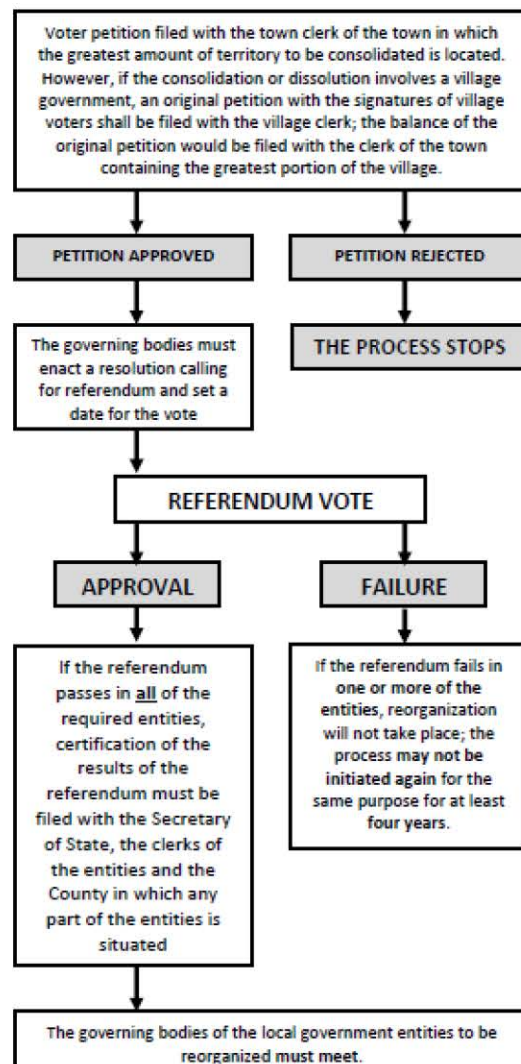 Voter petition filed with the town clerk of the town in which
the greatest amount of territory to be consolidated is located.
However, if the consolidation or dissolution involves a village
government, an original petition with the signatures of village
voters shall be filed with the village clerk; the balance of the
original petition would be filed with the clerk of the town
containing the greatest portion of the village.
PETITION APPROVED
PETITION REJECTED
The governing bodies must
enact a resolution calling
for referendum and set a
date for the vote
THE PROCESS STOPS
REFERENDUM VOTE
APPROVAL
FAILURE
If the referendum
passes in all of the
required entities,
certification of the
results of the
referendum must be
filed with the Secretary
of State, the clerks of
the entities and the
County in which any
part of the entities is
situated
If the referendum fails in
one or more of the
entities, reorganization
will not take place; the
process may not be
initiated again for the
same purpose for at least
four years.
The governing bodies of the local government entities to be
reorganized must meet.